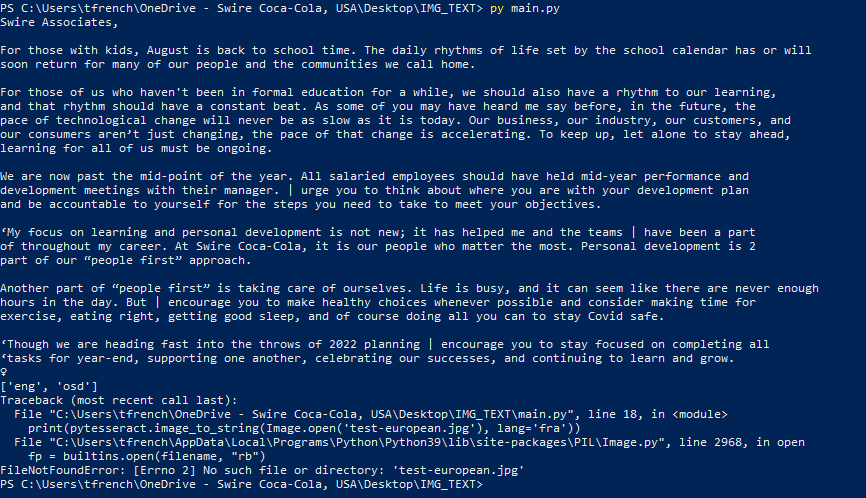 PS C:\Users\tfrench\OneDrive - Swire Coca-Cola, USA\Desktop\IMG_TEXT> py main.py
Swire Associates,
For those with kids, August is back to school time. The daily rhythms of life set by the school calendar has or will
soon return for many of our people and the communities we call home.
For those of us who haven't been in formal education for a while, we should also have a rhythm to our learning,
and that rhythm should have a constant beat. As some of you may have heard me say before, in the future, the
pace of technological change will never be as slow as it is today. Our business, our industry, our customers, and
our consumers aren’t just changing, the pace of that change is accelerating. To keep up, let alone to stay ahead,
learning for all of us must be ongoing.
We are now past the mid-point of the year. All salaried employees should have held mid-year performance and
development meetings with their manager. | urge you to think about where you are with your development plan
and be accountable to yourself for the steps you need to take to meet your objectives.
‘My focus on learning and personal development is not new; it has helped me and the teams | have been a part
of throughout my career. At Swire Coca-Cola, it is our people who matter the most. Personal development is 2
part of our “people first” approach.
Another part of “people first” is taking care of ourselves. Life is busy, and it can seem like there are never enough
hours in the day. But | encourage you to make healthy choices whenever possible and consider making time for
exercise, eating right, getting good sleep, and of course doing all you can to stay Covid safe.
‘Though we are heading fast into the throws of 2022 planning | encourage you to stay focused on completing all
‘tasks for year-end, supporting one another, celebrating our successes, and continuing to learn and grow.
♀
['eng', 'osd']
Traceback (most recent call last):
File "C:\Users\tfrench\OneDrive - Swire Coca-Cola, USA\Desktop\IMG_TEXT\main.py", line 18, in <module>
print(pytesseract.image_to_string(Image.open('test-european.jpg'), lang='fra'))
File "C:\Users\tfrench\AppData\Local\Programs\Python\Python39\lib\site-packages\PIL\Image.py", line 2968, in open
fp = builtins.open(filename, "rb")
FileNotFoundError: [Errno 2] No such file or directory: 'test-european.jpg'
PS C:\Users\tfrench\OneDrive - Swire Coca-Cola, USA\Desktop\IMG_TEXT>